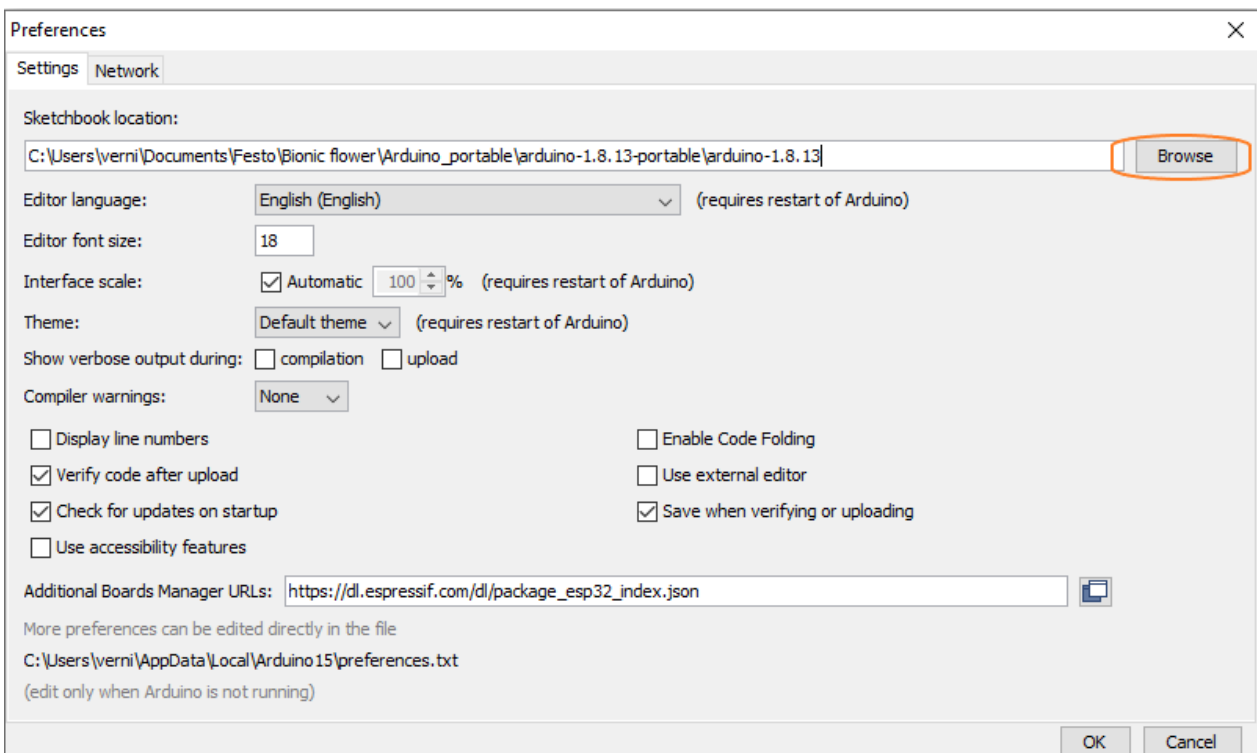 Preferences
Settings Network
Sketchbook location:
C:\Users\verni\Documents\Festo\Bionic flower\Arduino_portable\arduino-1.8.13-portable\arduino-1.8.13 Browse
Editor language: English (English) (requires restart of Arduino)
Editor font size: 18
Interface scale: Automatic 100 % (requires restart of Arduino)
Theme: Default theme (requires restart of Arduino)
Show verbose output during: compilation upload
Compiler warnings: None
Display line numbers Enable Code Folding
Verify code after upload Use external editor
Check for updates on startup Save when verifying or uploading
Use accessibility features
Additional Boards Manager URLs: https://dl.espressif.com/dl/package_esp32_index.json
More preferences can be edited directly in the file
C:\Users\verni\AppData\Local\Arduino15\preferences.txt
(edit only when Arduino is not running)
OK Cancel